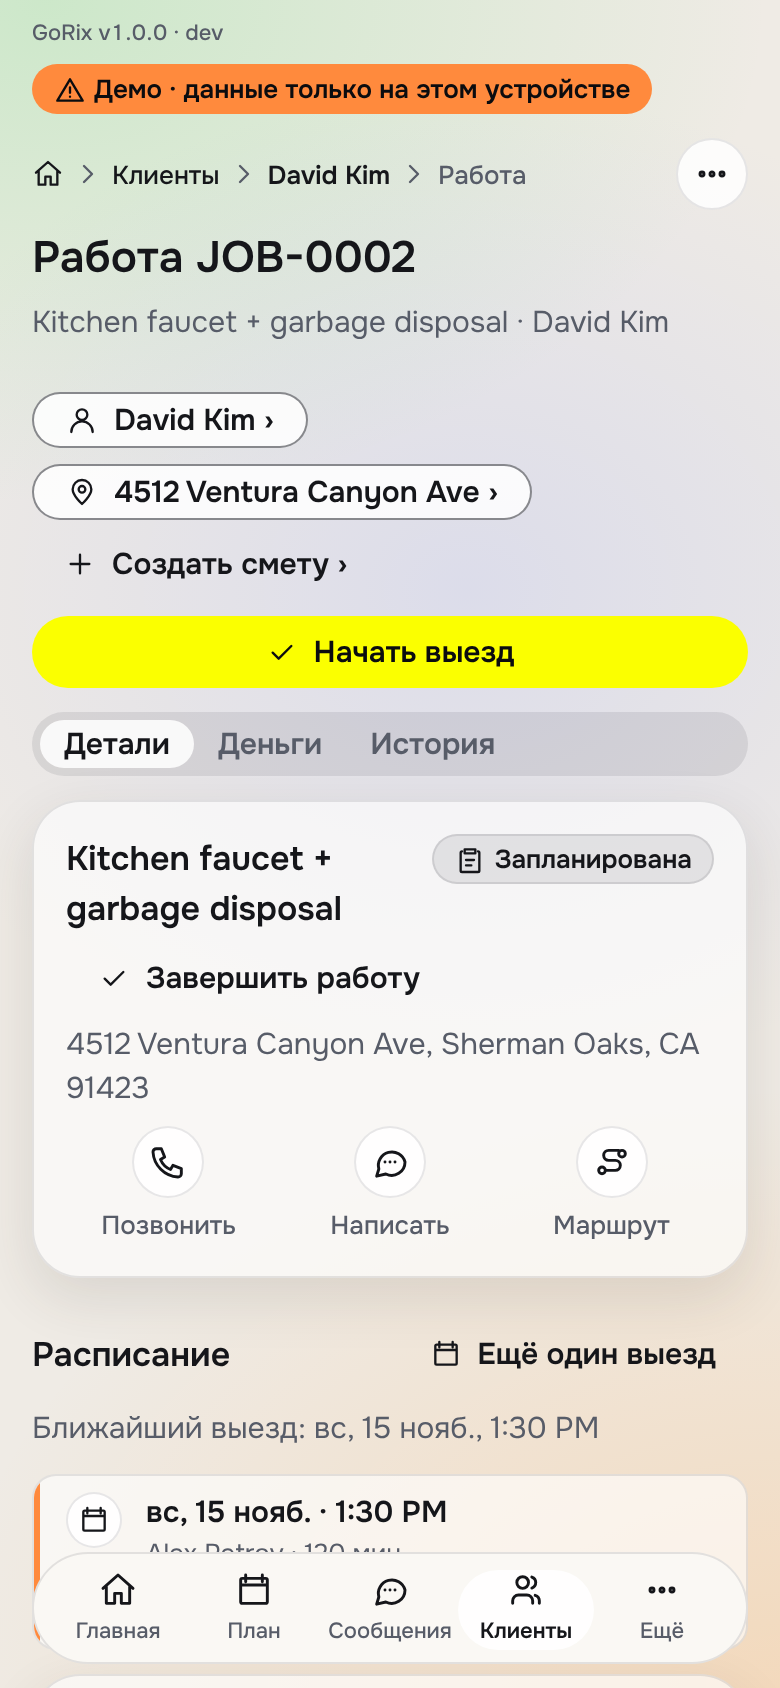 GoRix v1.0.0 · dev
Демо · данные только на этом устройстве
Клиенты > David Kim > Работа
Работа JOB-0002
Kitchen faucet + garbage disposal · David Kim
David Kim ›
4512 Ventura Canyon Ave ›
+ Создать смету ›
Начать выезд
Детали Деньги История
Kitchen faucet +
garbage disposal
Запланирована
Завершить работу
4512 Ventura Canyon Ave, Sherman Oaks, CA
91423
Позвонить Написать Маршрут
Расписание Ещё один выезд
Ближайший выезд: вс, 15 нояб., 1:30 PM
вс, 15 нояб. · 1:30 PM
Alex Petrov · 120 мин
Главная План Сообщения Клиенты Ещё